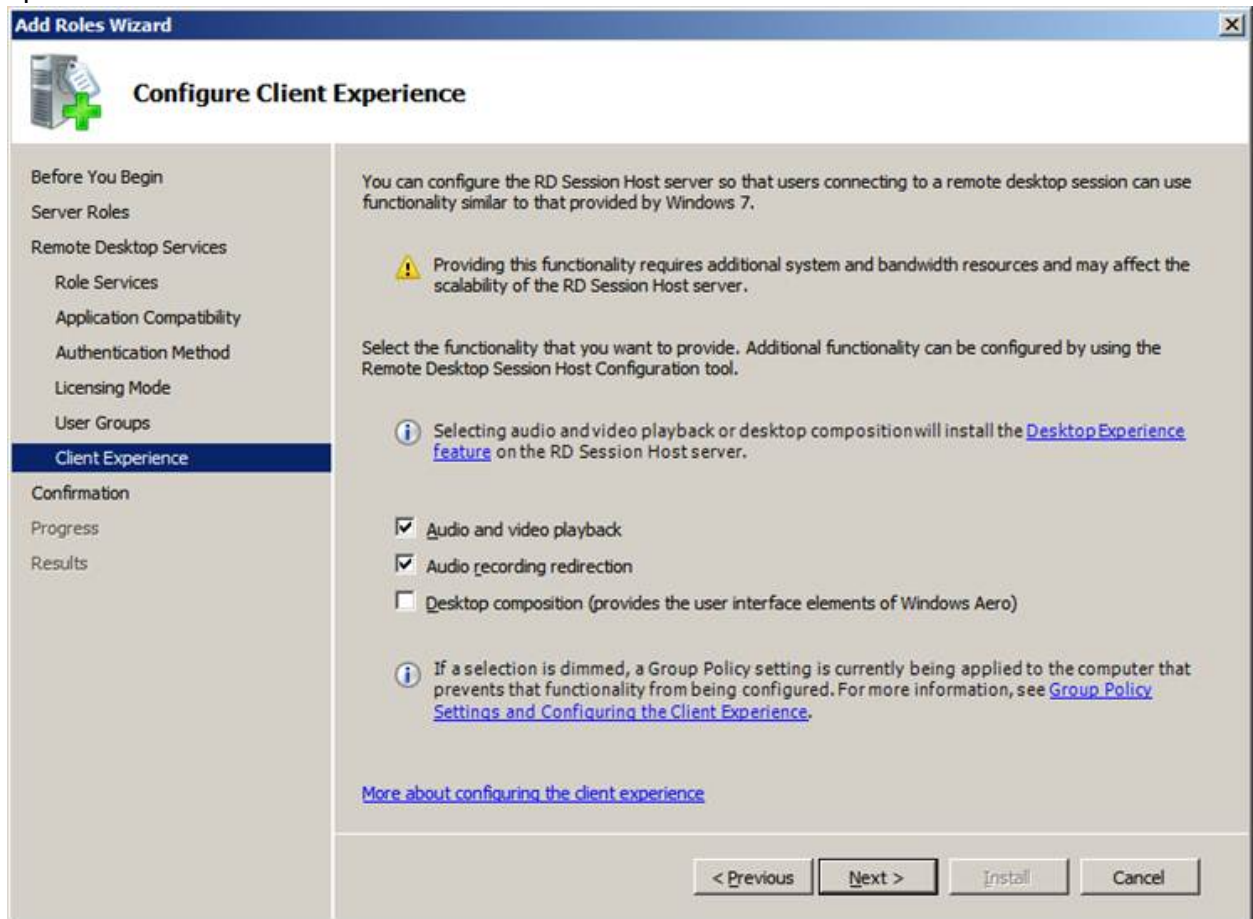 Add Roles Wizard
Configure Client Experience
Before You Begin
Server Roles
Remote Desktop Services
Role Services
Application Compatibility
Authentication Method
Licensing Mode
User Groups
Client Experience
Confirmation
Progress
Results
You can configure the RD Session Host server so that users connecting to a remote desktop session can use
functionality similar to that provided by Windows 7.
Providing this functionality requires additional system and bandwidth resources and may affect the
scalability of the RD Session Host server.
Select the functionality that you want to provide. Additional functionality can be configured by using the
Remote Desktop Session Host Configuration tool.
Selecting audio and video playback or desktop composition will install the Desktop Experience
feature on the RD Session Host server.
Audio and video playback
Audio recording redirection
Desktop composition (provides the user interface elements of Windows Aero)
If a selection is dimmed, a Group Policy setting is currently being applied to the computer that
prevents that functionality from being configured. For more information, see Group Policy
Settings and Configuring the Client Experience.
More about configuring the client experience
< Previous
Next >
Install
Cancel